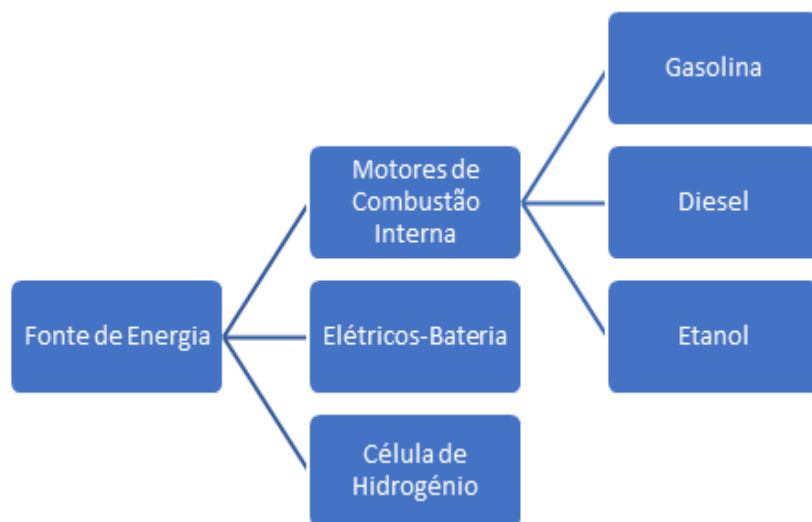 Fonte de Energia
Motores de
Combustão
Interna
Elétricos-Bateria
Célula de
Hidrogénio
Gasolina
Diesel
Etanol